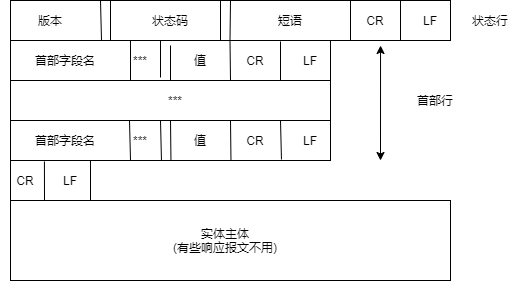 版本 状态码 短语 CR LF 状态行
首部字段名 *** 值 CR LF
*** 首部行
首部字段名 *** 值 CR LF
CR LF
实体主体
(有些响应报文不用)